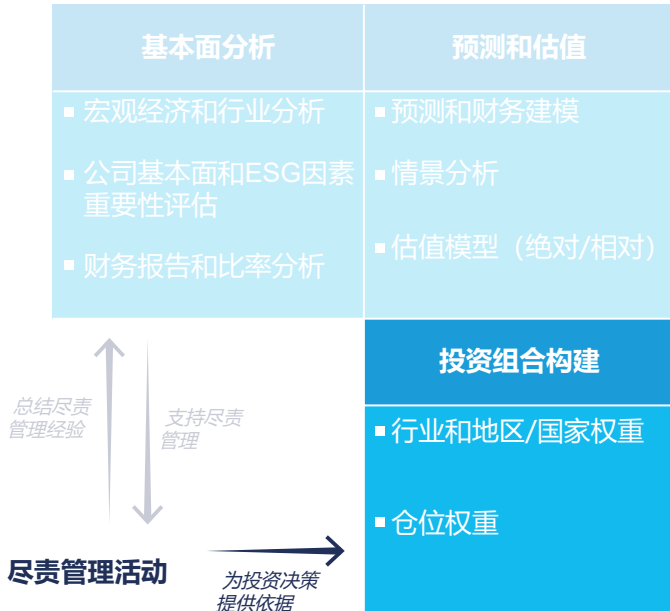 基本面分析
预测和估值
▪ 宏观经济和行业分析
▪ 公司基本面和ESG因素
重要性评估
▪ 财务报告和比率分析
▪ 预测和财务建模
▪ 情景分析
▪ 估值模型（绝对/相对）
总结尽责
管理经验
支持尽责
管理
投资组合构建
▪ 行业和地区/国家权重
▪ 仓位权重
尽责管理活动
为投资决策
提供依据